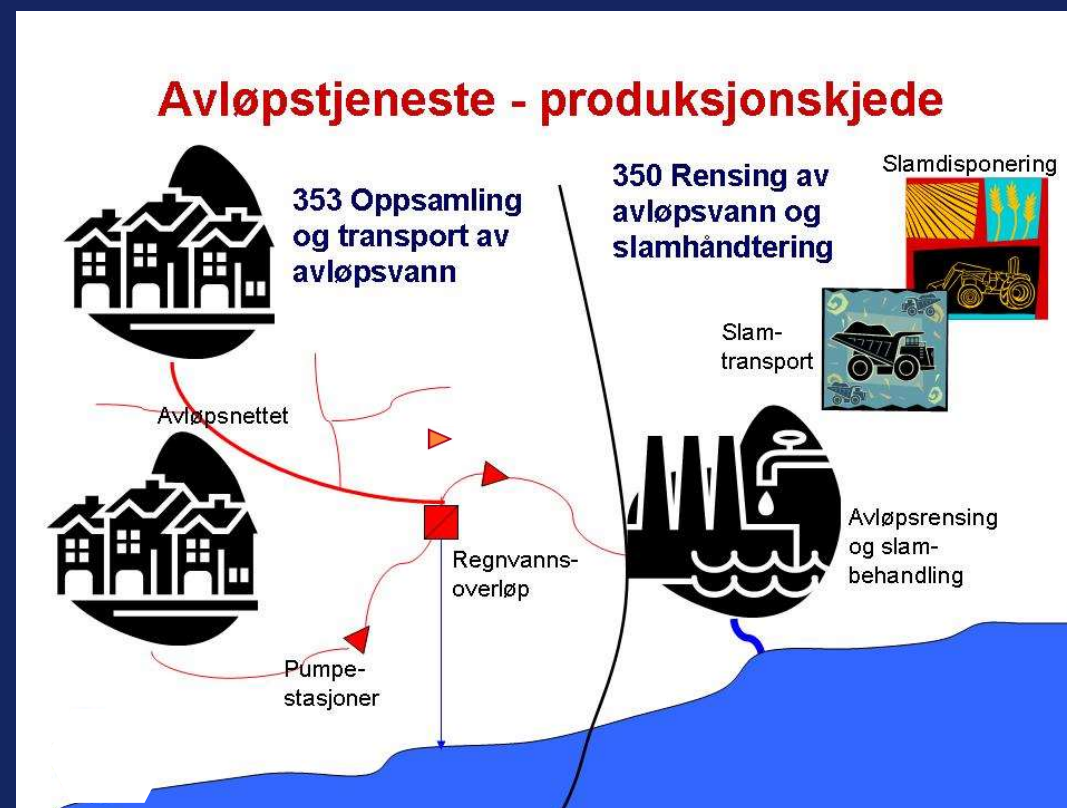 Avløpstjeneste - produksjonskjede
353 Oppsamling
og transport av
avløpsvann
350 Rensing av
avløpsvann og
slamhåndtering
Slamdisponering
Slam-
transport
Avløpsnettet
Regnvanns-
overløp
Avløpsrensing
og slam-
behandling
Pumpe-
stasjoner